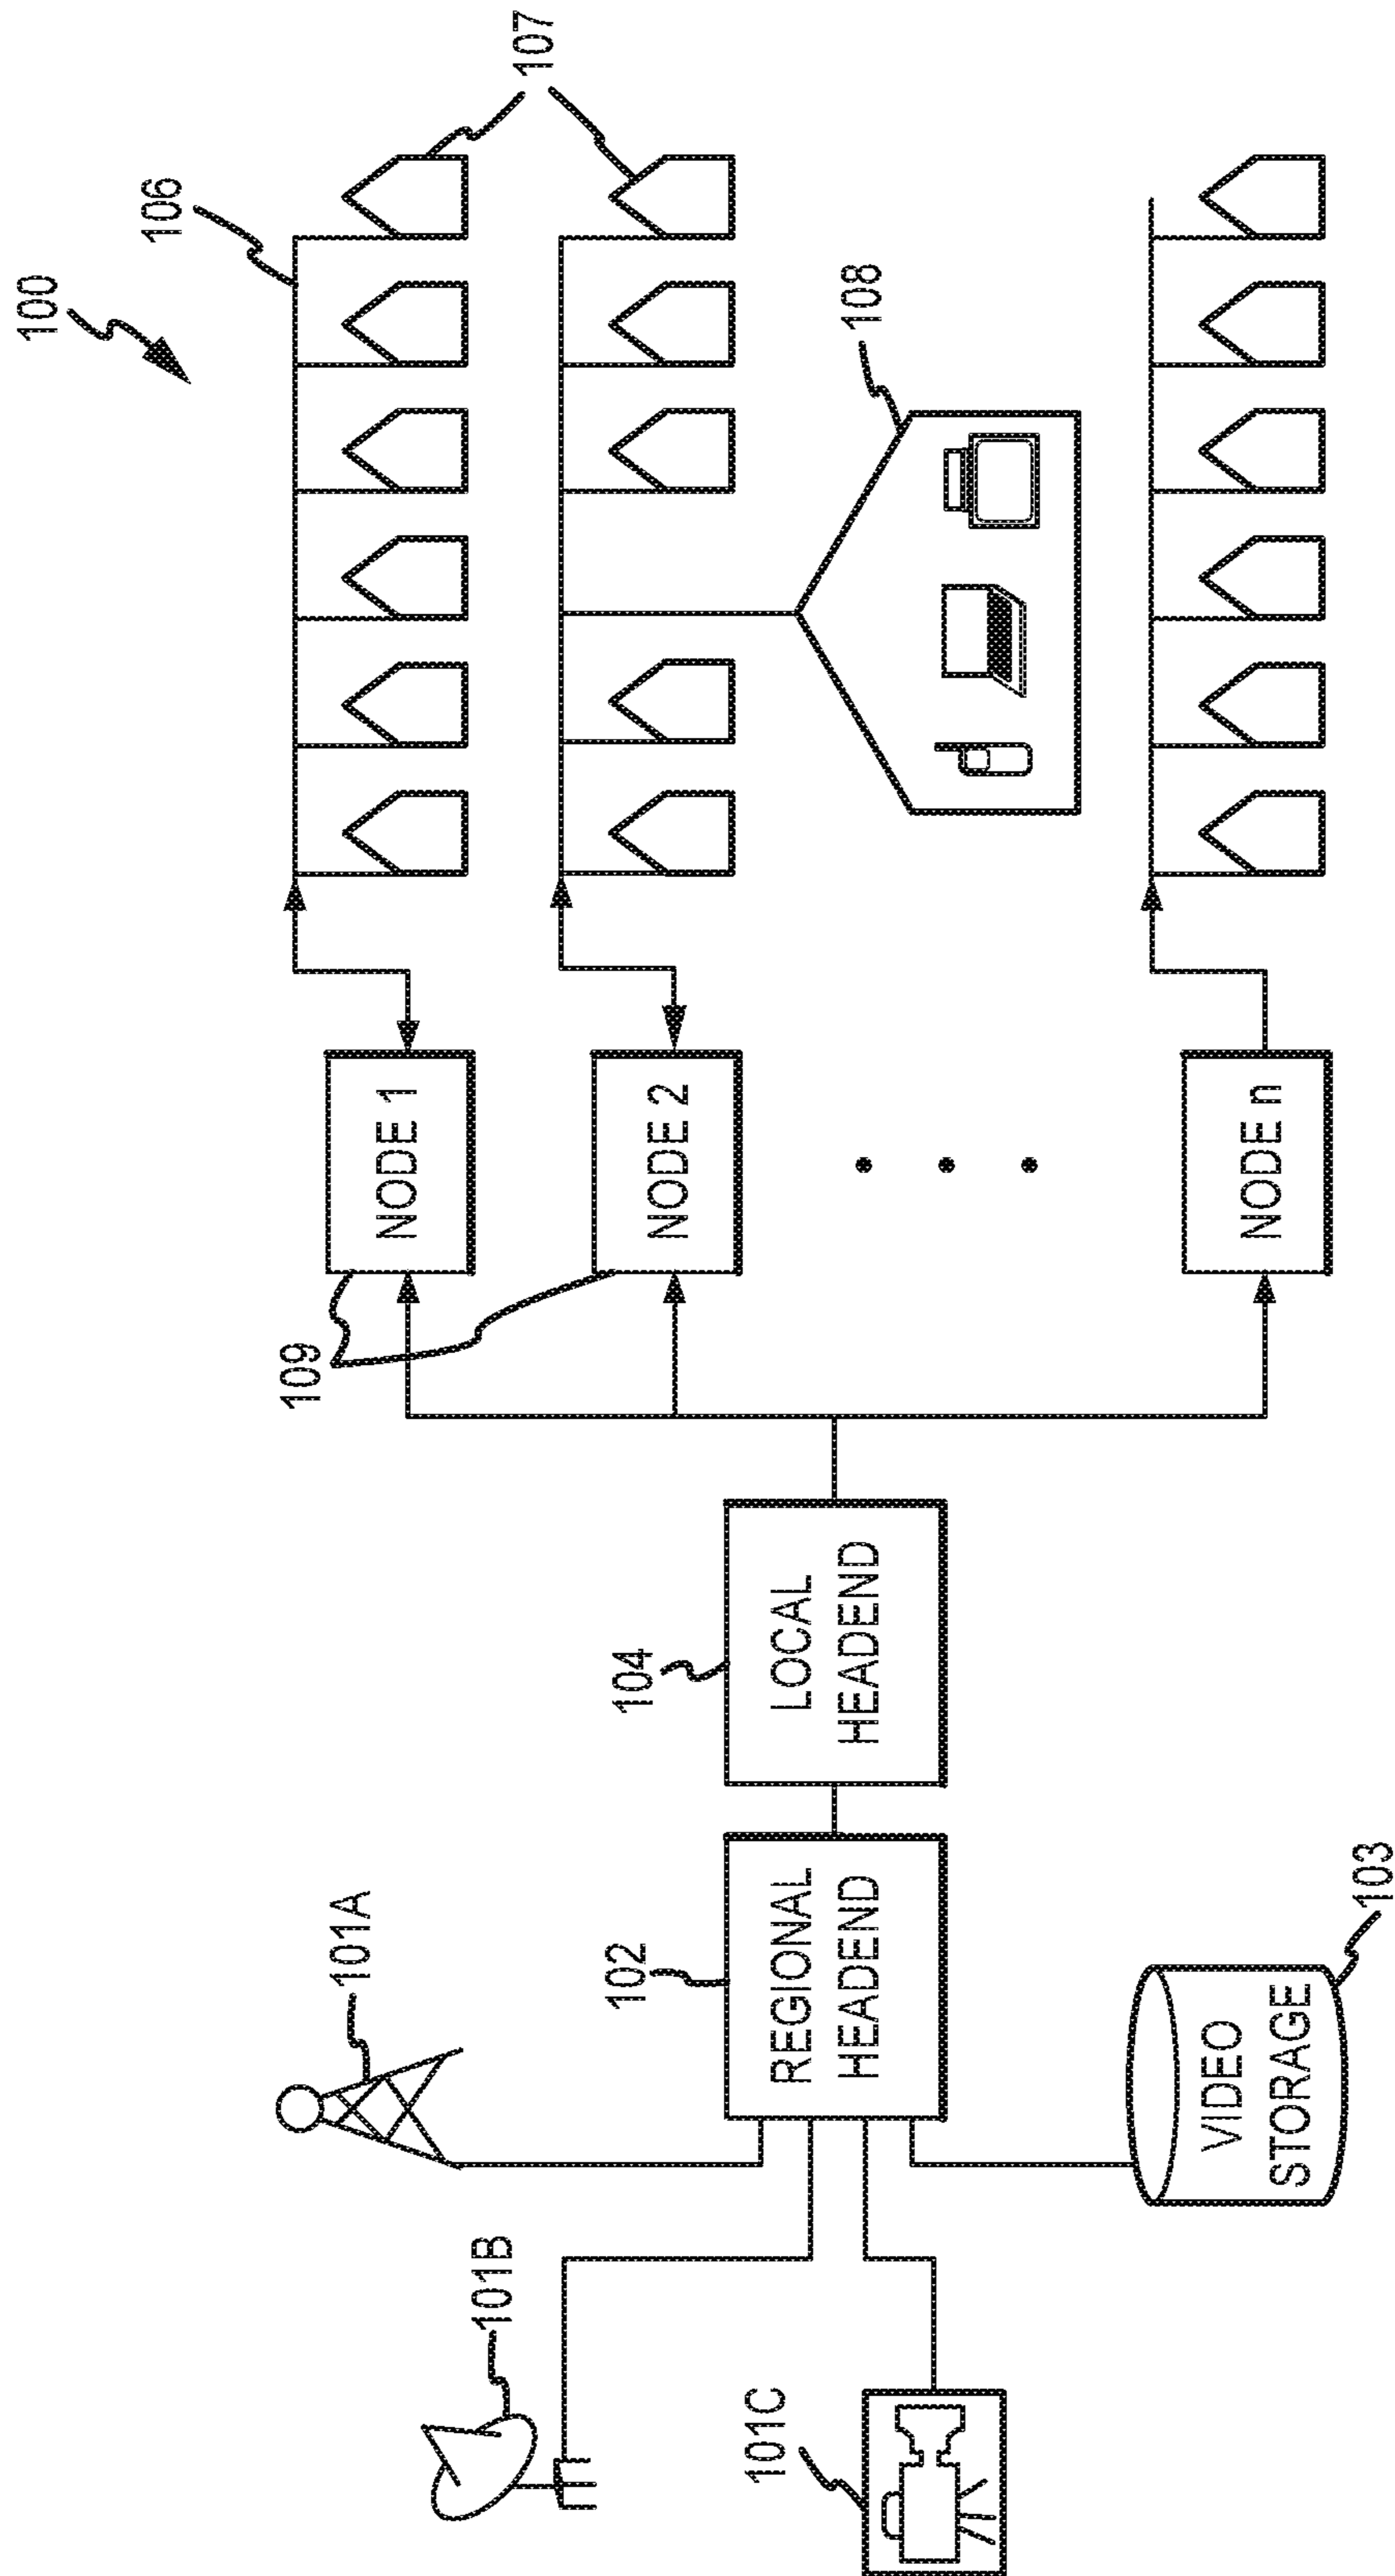 100
106
107
101A
109
NODE 1
101B
102
104
NODE 2
101C
REGIONAL
HEADEND
LOCAL
HEADEND
108
VIDEO
STORAGE
103
NODE n